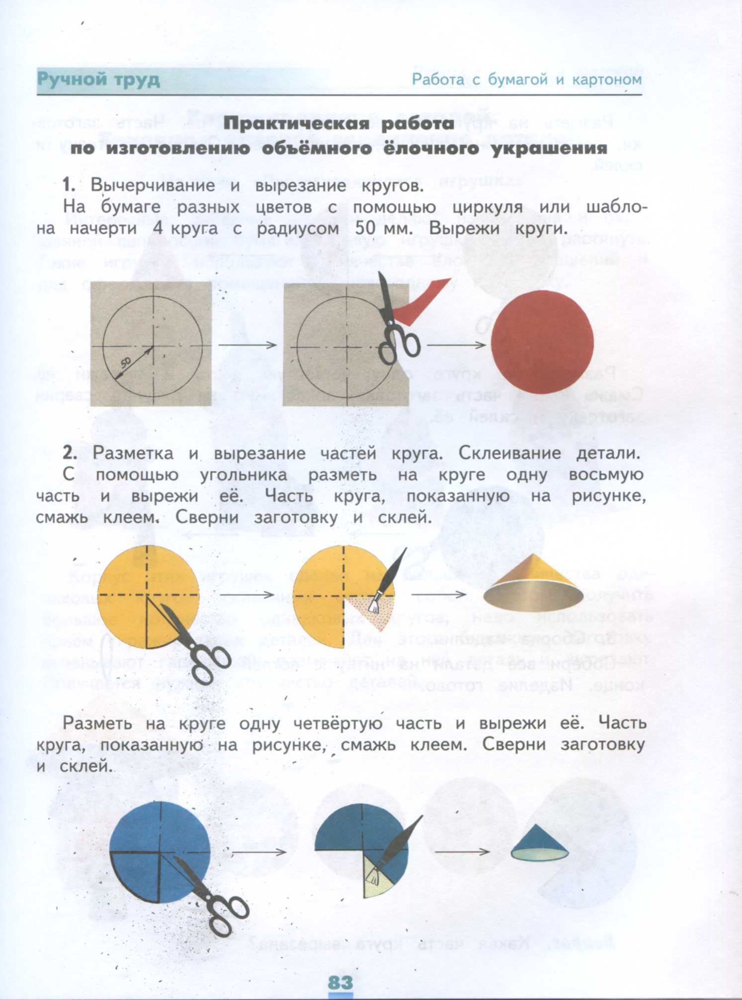 Ручной труд
Работа с бумагой и картоном
Практическая работа
по изготовлению объёмного ёлочного украшения
1. Вычерчивание и вырезание кругов.
На бумаге разных цветов с помощью циркуля или шабло-
на начерти 4 круга с радиусом 50 мм. Вырежи круги.
50
2. Разметка и вырезание частей круга. Склеивание детали.
С помощью угольника разметь на круге одну восьмую
часть и вырежи её. Часть круга, показанную на рисунке,
смажь клеем. Сверни заготовку и склей.
Разметь на круге одну четвёртую часть и вырежи её. Часть
круга, показанную на рисунке, смажь клеем. Сверни заготовку
и склей.
83